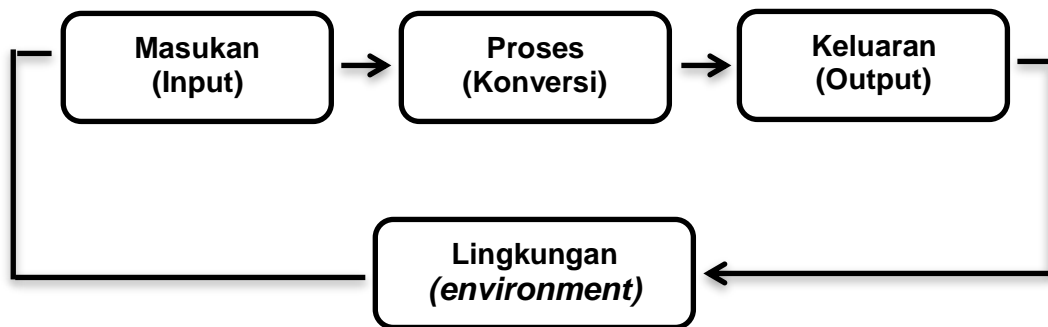 Masukan
(Input)
Proses
(Konversi)
Keluaran
(Output)
Lingkungan
(environment)